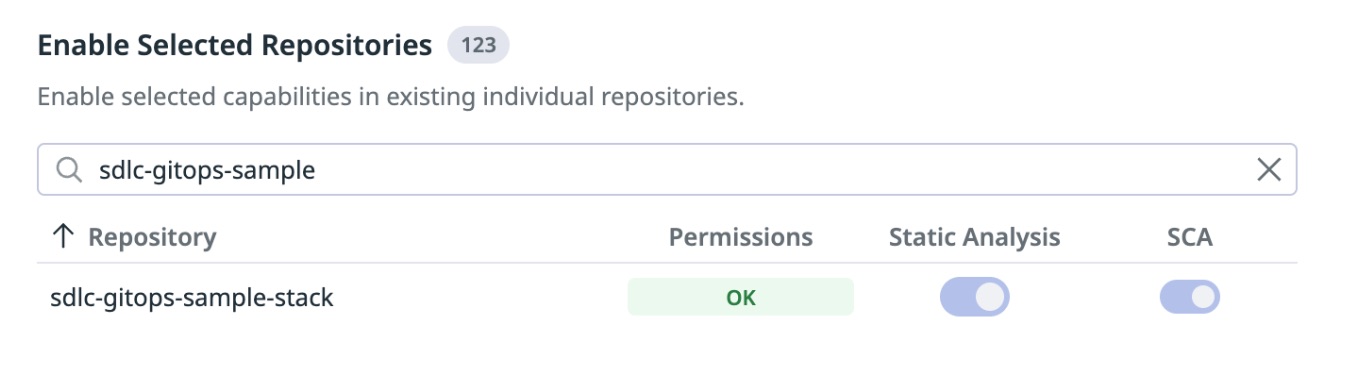 Enable Selected Repositories 123
Enable selected capabilities in existing individual repositories.
sdlc-gitops-sample
Repository Permissions Static Analysis SCA
sdlc-gitops-sample-stack OK